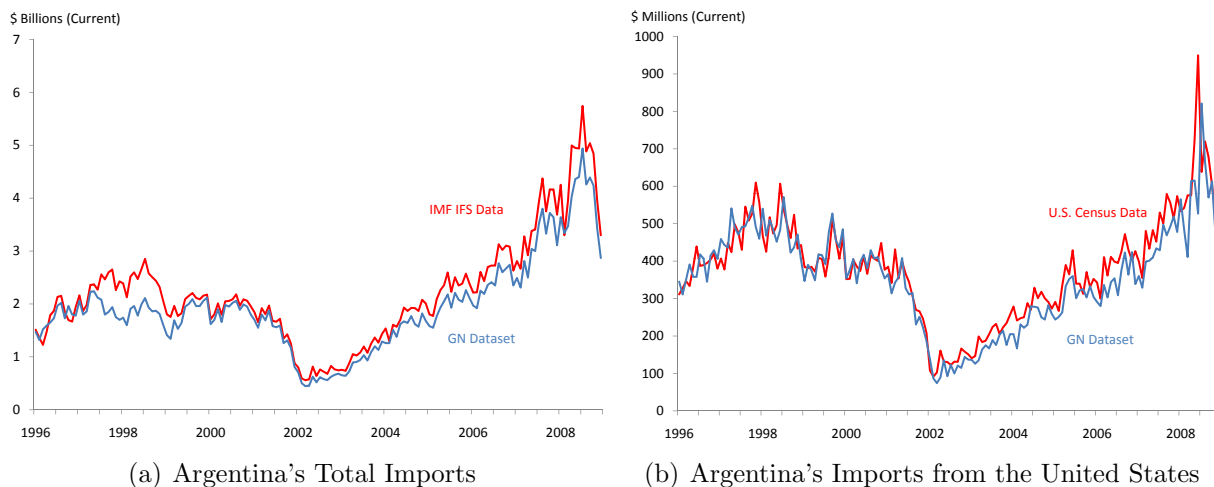 $ Billions (Current)
7
6
5
4
3
2
1
0
IMF IFS Data
GN Dataset
1996 1998 2000 2002 2004 2006 2008
(a) Argentina's Total Imports
$ Millions (Current)
1000
900
800
700
600
500
400
300
200
100
0
U.S. Census Data
GN Dataset
1996 1998 2000 2002 2004 2006 2008
(b) Argentina's Imports from the United States